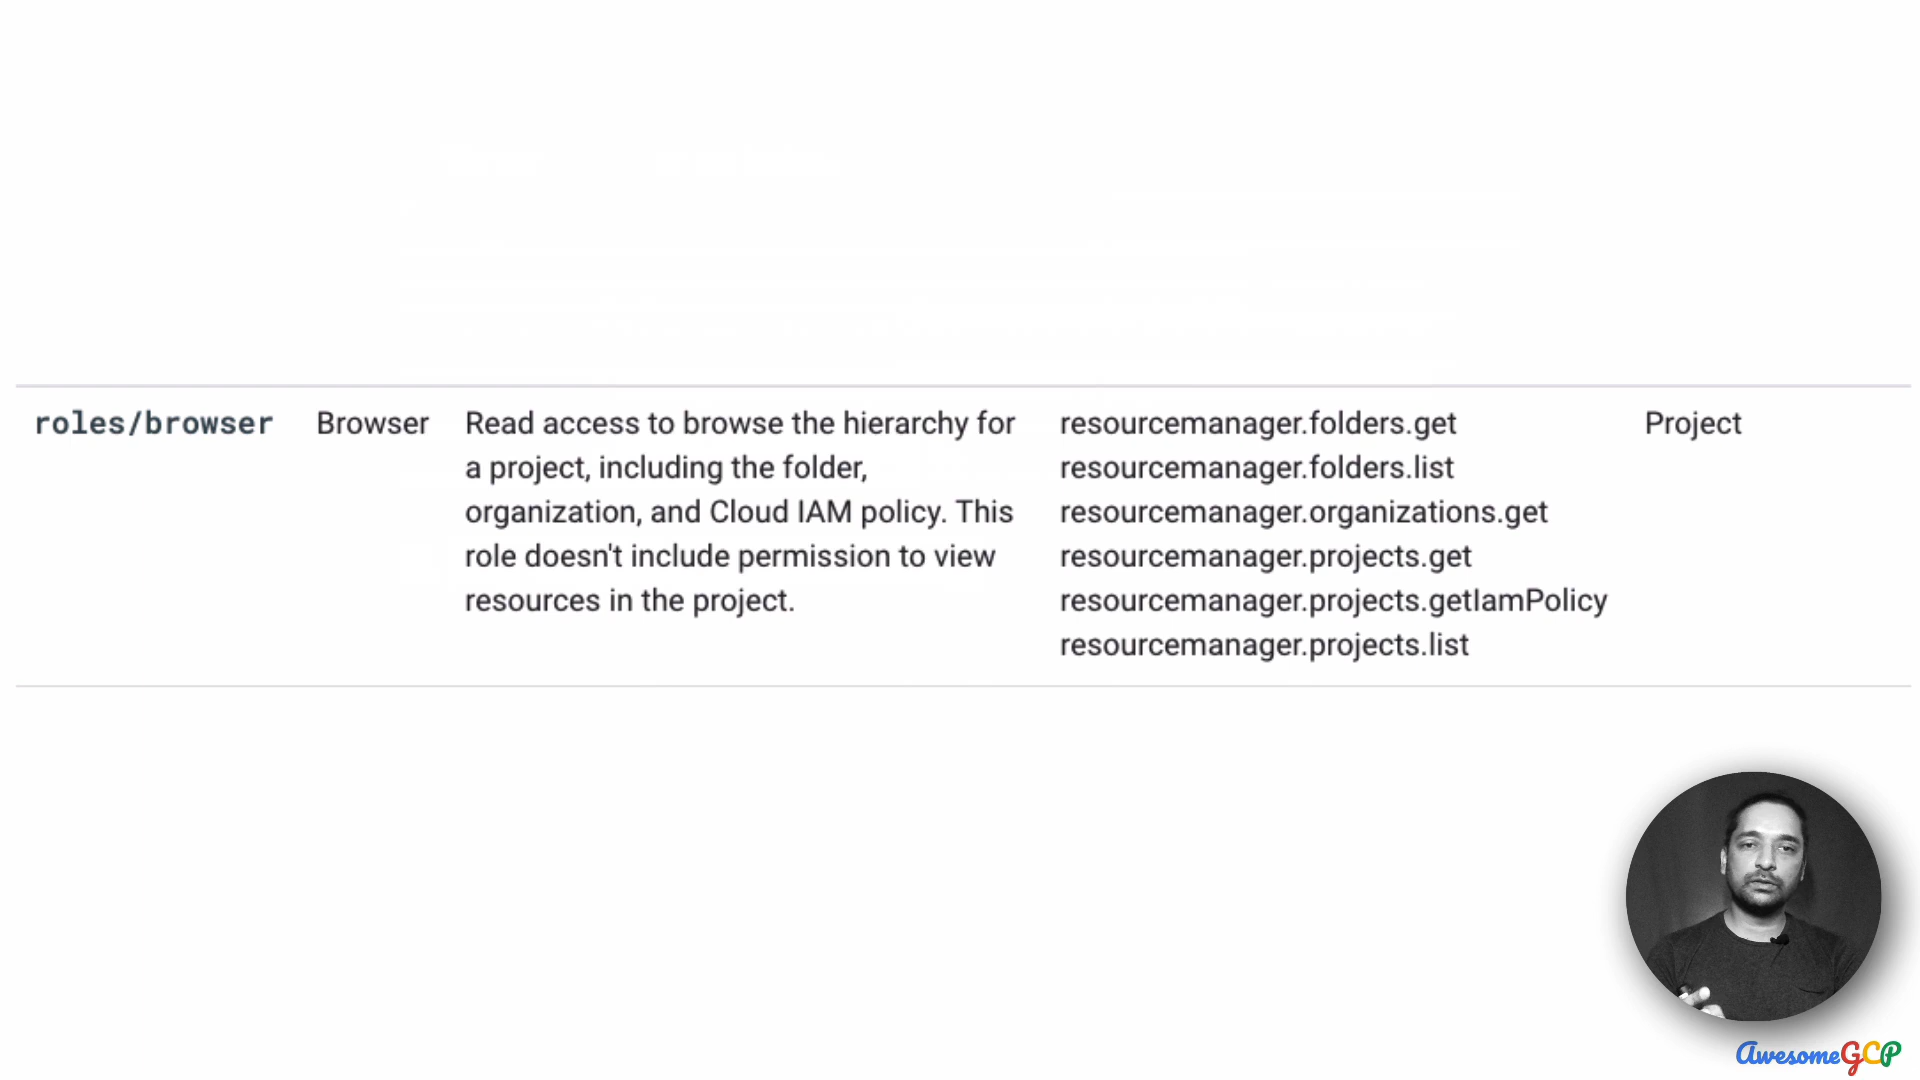 roles/browser
Browser
Read access to browse the hierarchy for
a project, including the folder,
organization, and Cloud IAM policy. This
role doesn't include permission to view
resources in the project.
resourcemanager.folders.get
resourcemanager.folders.list
resourcemanager.organizations.get
resourcemanager.projects.get
resourcemanager.projects.getIamPolicy
resourcemanager.projects.list
Project
AwesomeGCP